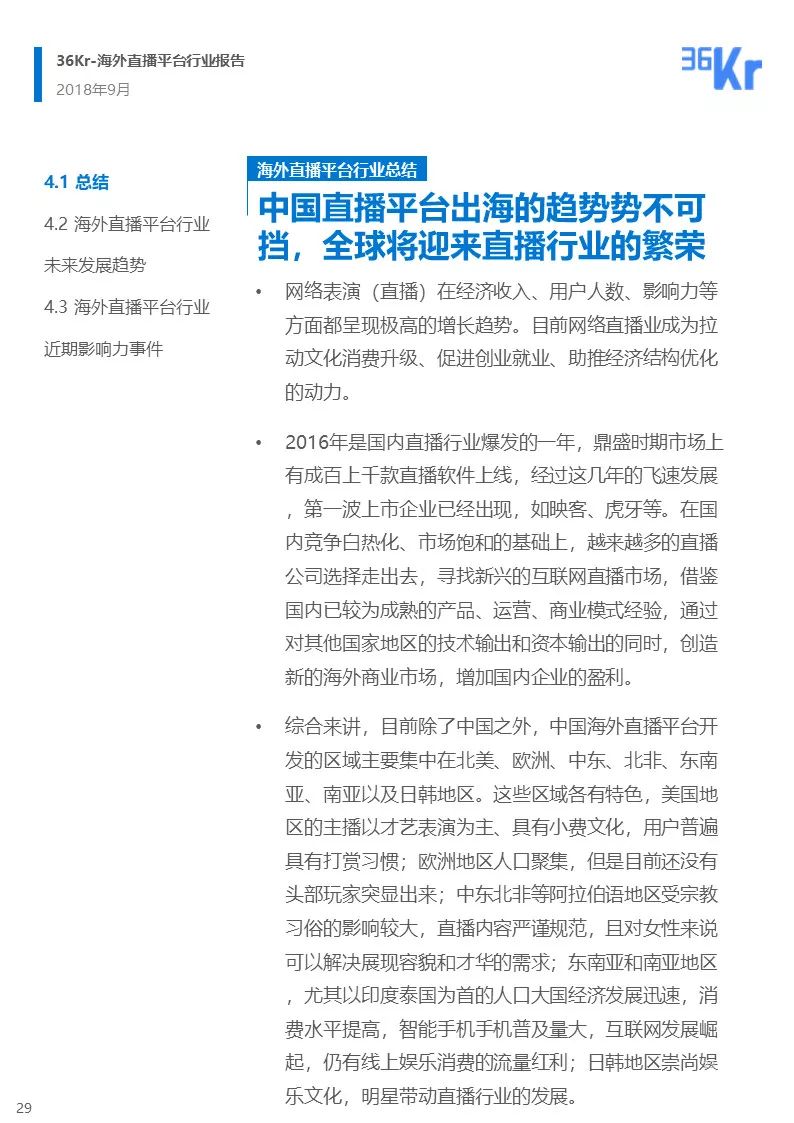 36Kr-海外直播平台行业报告
2018年9月
36Kr
4.1 总结
4.2 海外直播平台行业
未来发展趋势
4.3 海外直播平台行业
近期影响力事件
海外直播平台行业总结
中国直播平台出海的趋势势不可
挡，全球将迎来直播行业的繁荣
• 网络表演（直播）在经济收入、用户人数、影响力等
方面都呈现极高的增长趋势。目前网络直播业成为拉
动文化消费升级、促进创业就业、助推经济结构优化
的动力。
• 2016年是国内直播行业爆发的一年，鼎盛时期市场上
有成百上千款直播软件上线，经过这几年的飞速发展
，第一波上市企业已经出现，如映客、虎牙等。在国
内竞争白热化、市场饱和的基础上，越来越多的直播
公司选择走出去，寻找新兴的互联网直播市场，借鉴
国内已较为成熟的产品、运营、商业模式经验，通过
对其他国家地区的技术输出和资本输出的同时，创造
新的海外商业市场，增加国内企业的盈利。
• 综合来讲，目前除了中国之外，中国海外直播平台开
发的区域主要集中在北美、欧洲、中东、北非、东南
亚、南亚以及日韩地区。这些区域各有特色，美国地
区的主播以才艺表演为主、具有小费文化，用户普遍
具有打赏习惯；欧洲地区人口聚集，但是目前还没有
头部玩家突显出来；中东北非等阿拉伯语地区受宗教
习俗的影响较大，直播内容严谨规范，且对女性来说
可以解决展现容貌和才华的需求；东南亚和南亚地区
，尤其以印度泰国为首的人口大国经济发展迅速，消
费水平提高，智能手机手机普及量大，互联网发展崛
起，仍有线上娱乐消费的流量红利；日韩地区崇尚娱
乐文化，明星带动直播行业的发展。
29